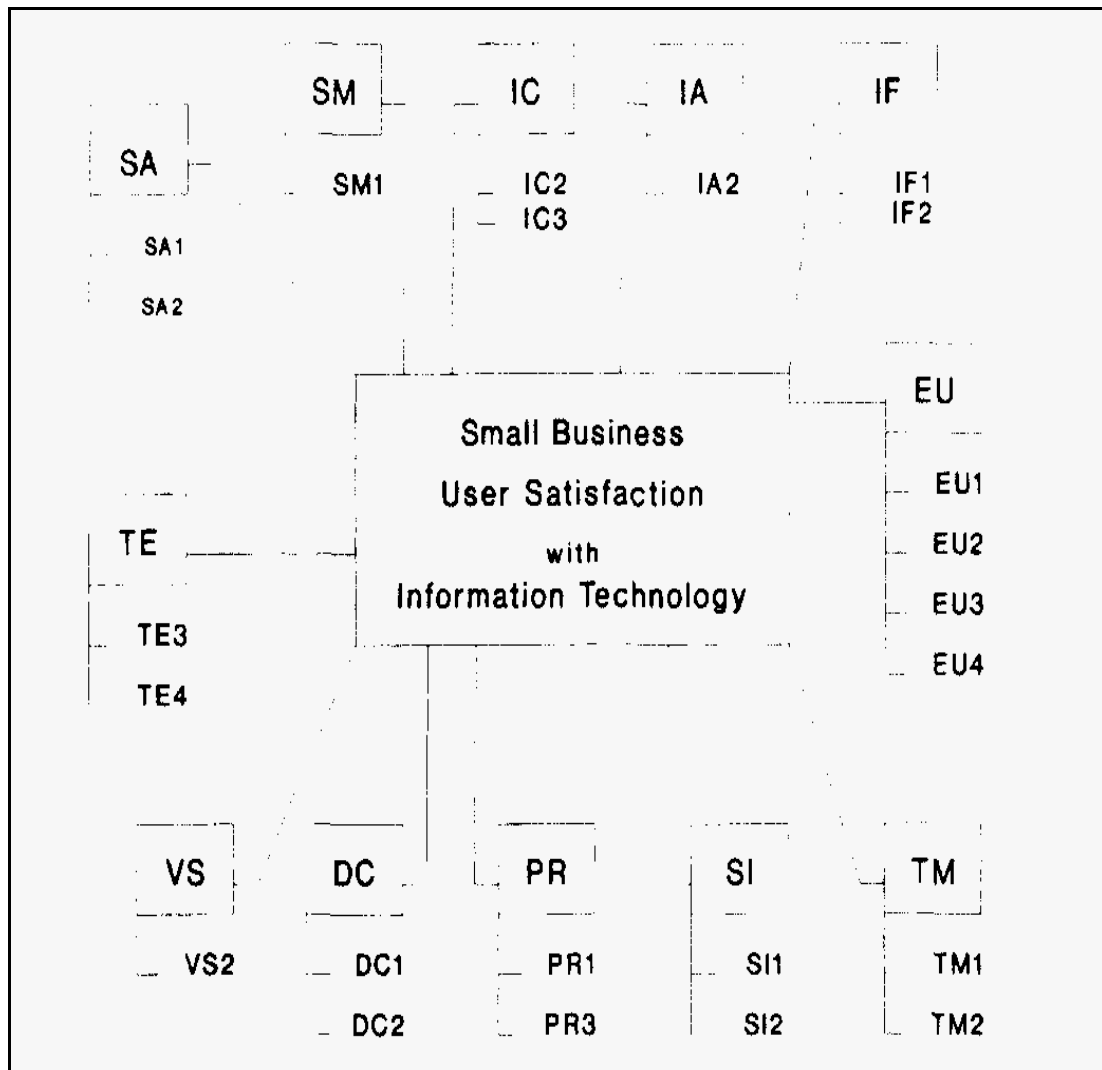 SM
IC
IA
IF
SA
SM1
IC2
IA2
IF1
IC3
IF2
SA1
SA2
EU
Small Business
User Satisfaction
with
Information Technology
EU1
EU2
EU3
EU4
TE
TE3
TE4
VS
DC
PR
SI
TM
VS2
DC1
PR1
SI1
TM1
DC2
PR3
SI2
TM2